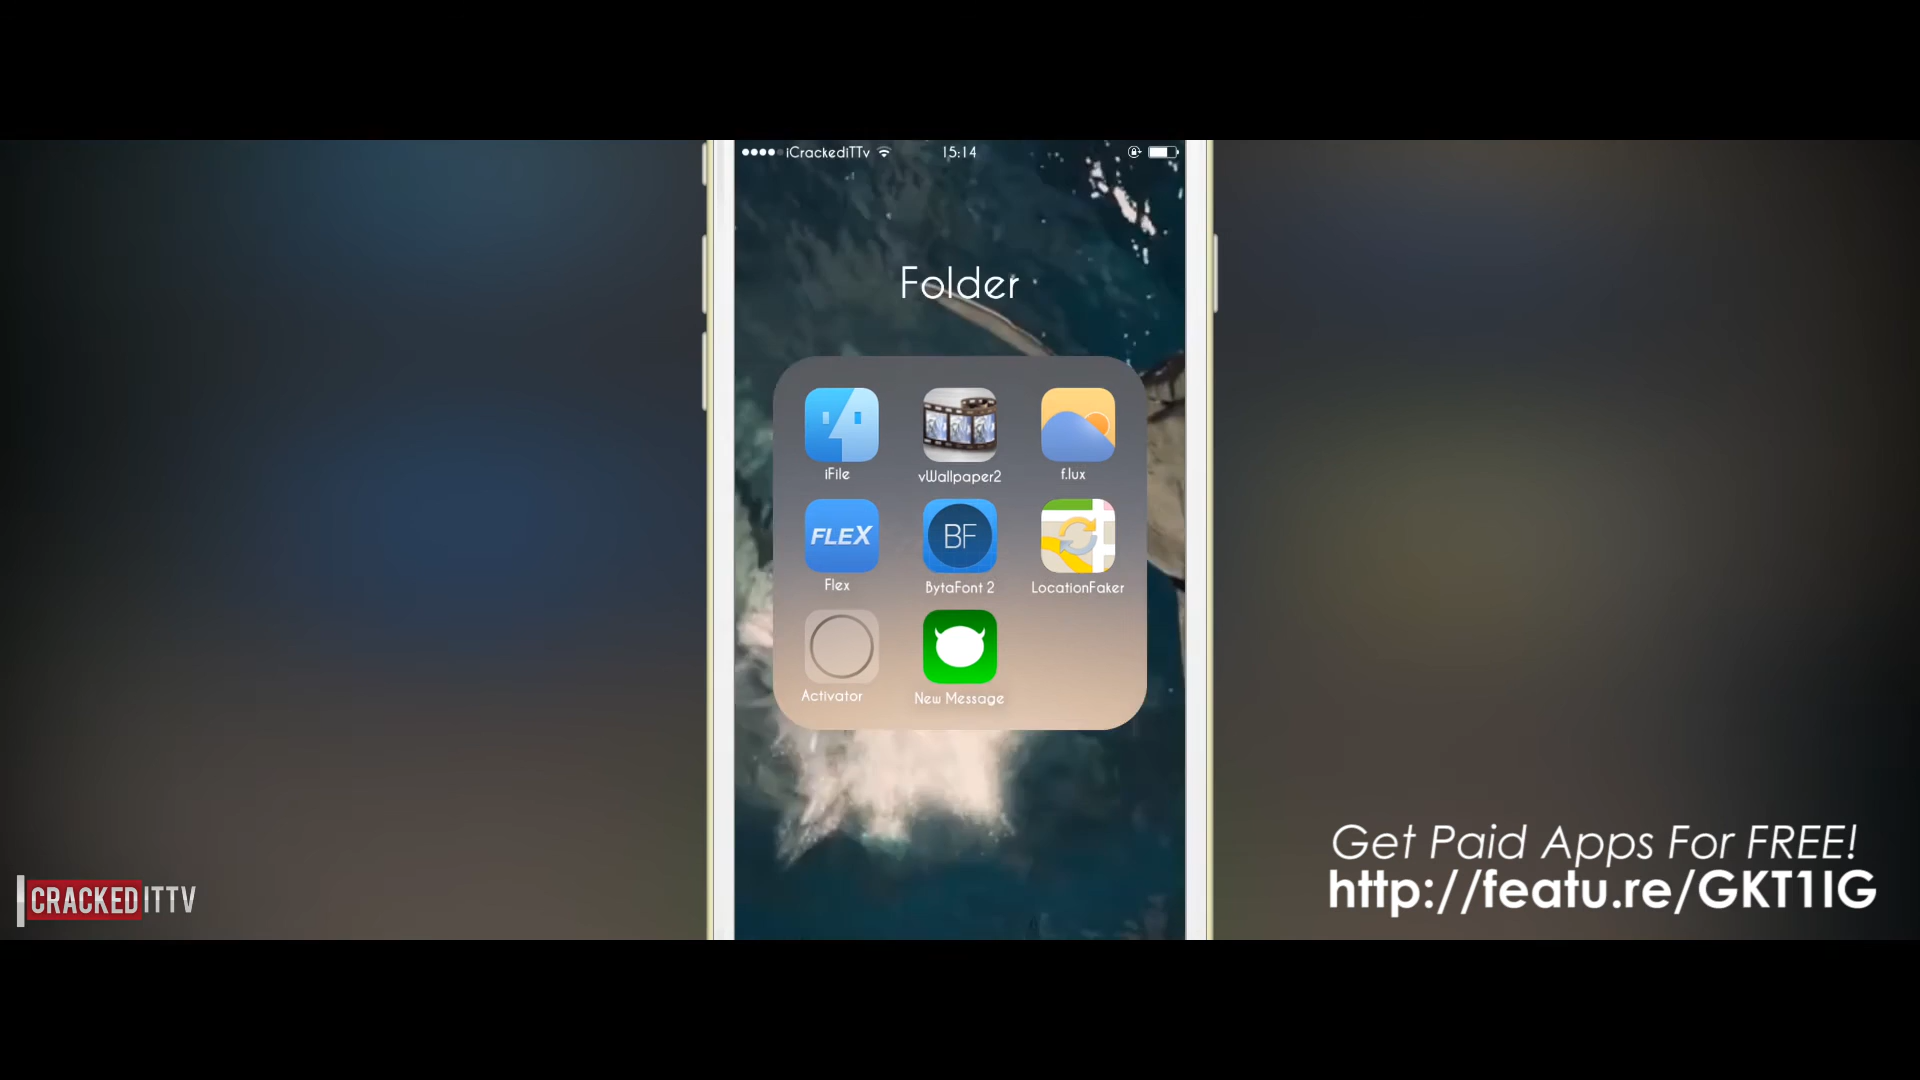 iCrackediTTv 15:14
Folder
iFile vWallpaper2 f.lux
FLEX BF
Flex BytaFont 2 LocationFaker
Activator New Message
Get Paid Apps For FREE!
http://featu.re/GKT1IG
CRACKEDITTV